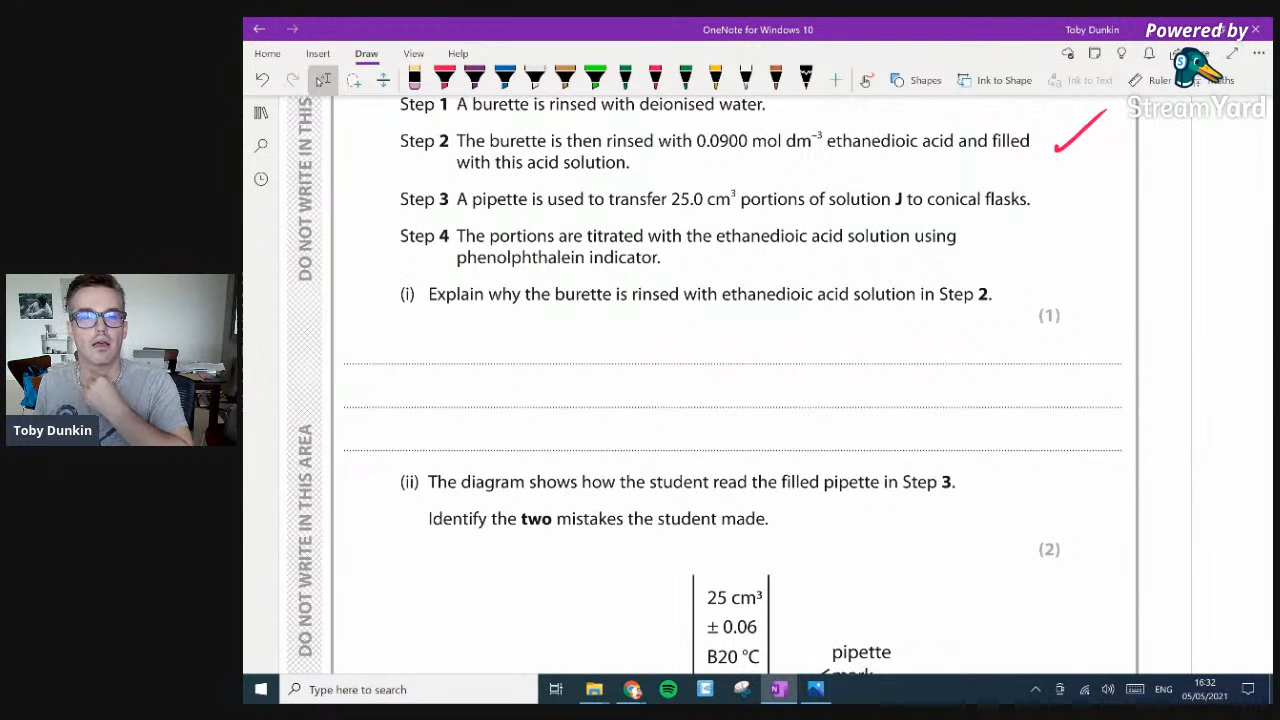 OneNote for Windows 10
Toby Dunkin
Powered by
StreamYard
Home
Insert
Draw
View
Help
Shapes
Ink to Shape
Ink to Text
Ruler
Step 1 A burette is rinsed with deionised water.
Step 2 The burette is then rinsed with 0.0900 mol dm⁻³ ethanedioic acid and filled
with this acid solution.
Step 3 A pipette is used to transfer 25.0 cm³ portions of solution J to conical flasks.
Step 4 The portions are titrated with the ethanedioic acid solution using
phenolphthalein indicator.
(i) Explain why the burette is rinsed with ethanedioic acid solution in Step 2.
(1)
(ii) The diagram shows how the student read the filled pipette in Step 3.
Identify the two mistakes the student made.
(2)
25 cm³
± 0.06
B20 °C
pipette
mark
DO NOT WRITE IN THIS
DO NOT WRITE IN THIS AREA
Toby Dunkin
Type here to search
ENG
16:32
05/05/2021